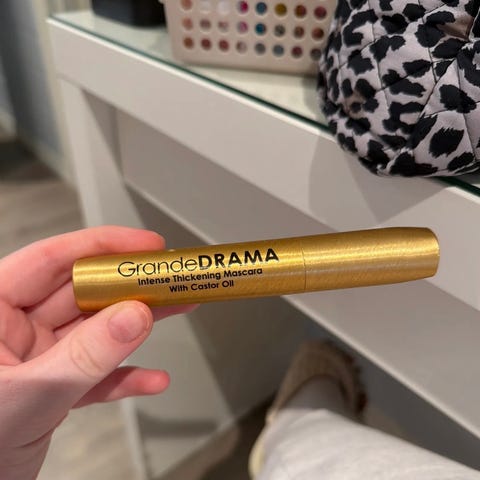 GrandeDRAMA
Intense Thickening Mascara
With Castor Oil